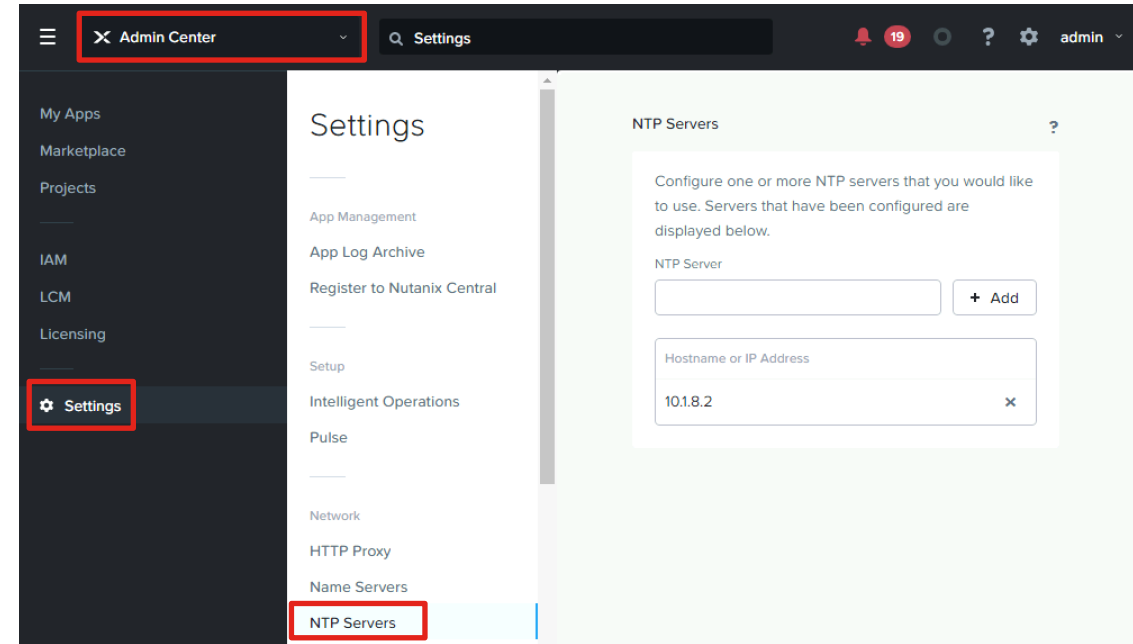 Admin Center
Settings
19
?
admin
My Apps
Marketplace
Projects
IAM
LCM
Licensing
Settings
Settings
App Management
App Log Archive
Register to Nutanix Central
Setup
Intelligent Operations
Pulse
Network
HTTP Proxy
Name Servers
NTP Servers
NTP Servers
?
Configure one or more NTP servers that you would like
to use. Servers that have been configured are
displayed below.
NTP Server
+ Add
Hostname or IP Address
10.1.8.2